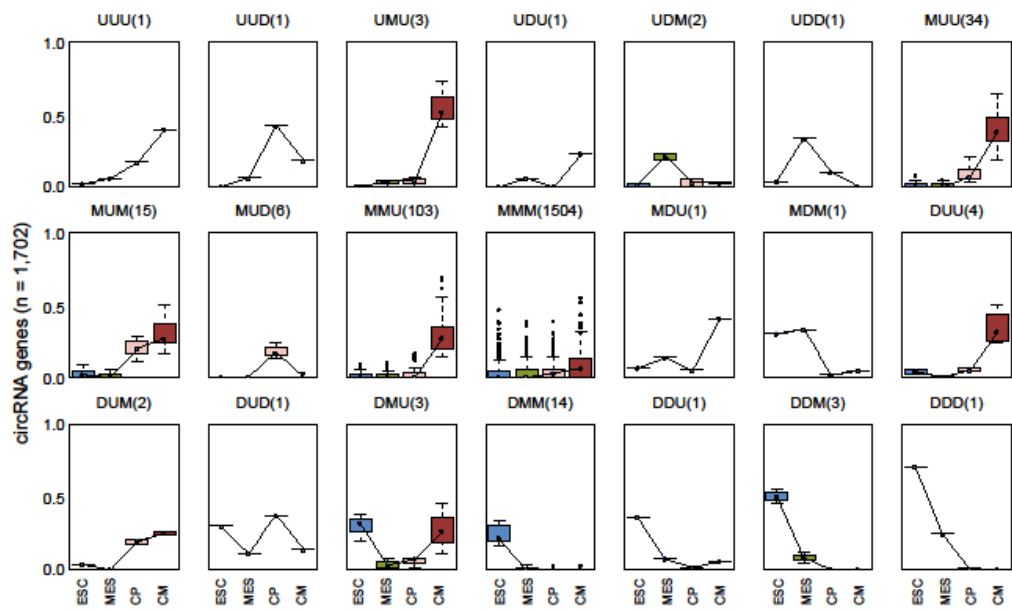 UUU(1) UUD(1) UMU(3) UDU(1) UDM(2) UDD(1) MUU(34)
1.0
0.5
0.0
MUM(15) MUD(6) MMU(103) MMM(1504) MDU(1) MDM(1) DUU(4)
circRNA genes (n = 1,702)
1.0
0.5
0.0
DUM(2) DUD(1) DMU(3) DMM(14) DDU(1) DDM(3) DDD(1)
1.0
0.5
0.0
ESC MES CP CM ESC MES CP CM ESC MES CP CM ESC MES CP CM ESC MES CP CM ESC MES CP CM ESC MES CP CM